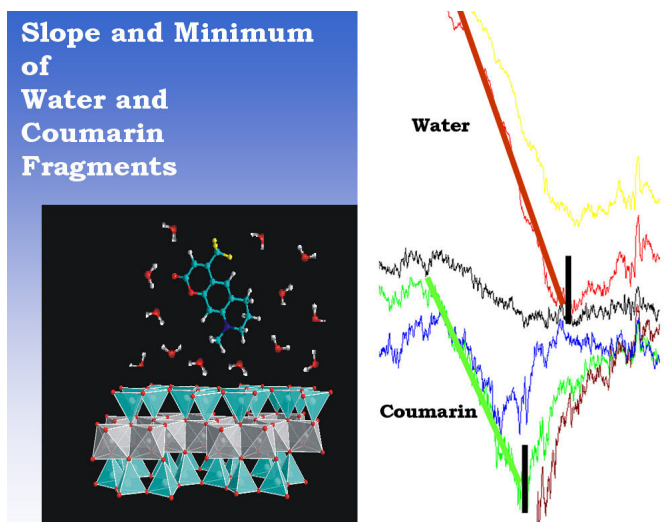 Slope and Minimum
of
Water and
Coumarin
Fragments
Water
Coumarin